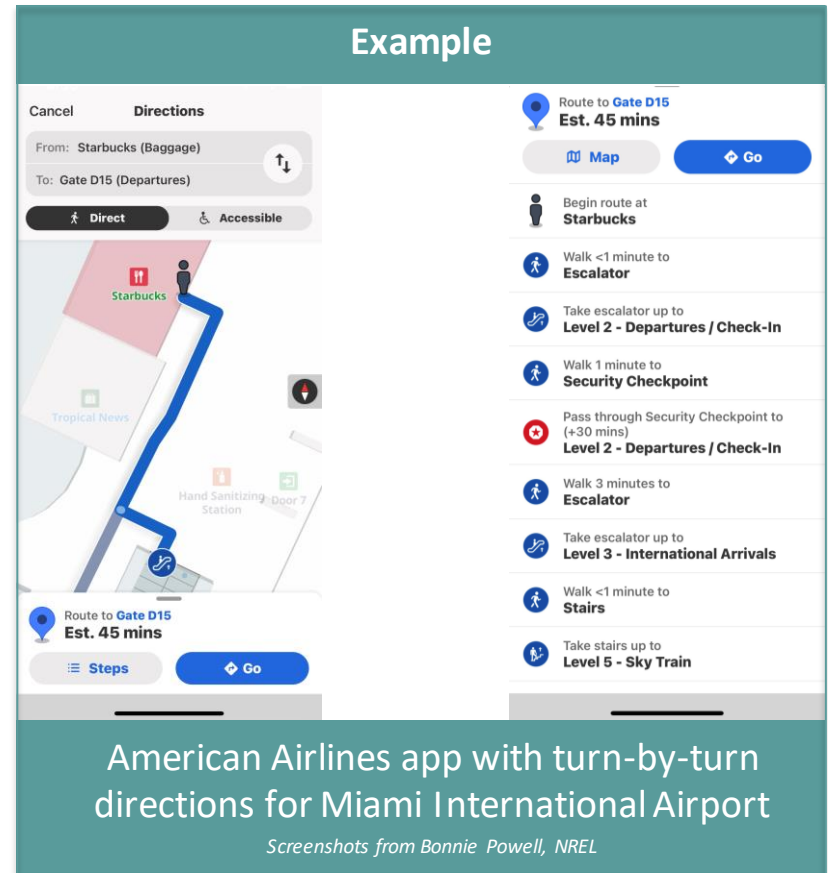 Example
Cancel
Directions
From: Starbucks (Baggage)
To: Gate D15 (Departures)
Direct
Accessible
Starbucks
Tropical News
Hand Sanitizing
Station
Door 7
Route to Gate D15
Est. 45 mins
Steps
Go
Route to Gate D15
Est. 45 mins
Map
Go
Begin route at
Starbucks
Walk <1 minute to
Escalator
Take escalator up to
Level 2 - Departures / Check-In
Walk 1 minute to
Security Checkpoint
Pass through Security Checkpoint to
(+30 mins)
Level 2 - Departures / Check-In
Walk 3 minutes to
Escalator
Take escalator up to
Level 3 - International Arrivals
Walk <1 minute to
Stairs
Take stairs up to
Level 5 - Sky Train
American Airlines app with turn-by-turn
directions for Miami International Airport
Screenshots from Bonnie Powell, NREL